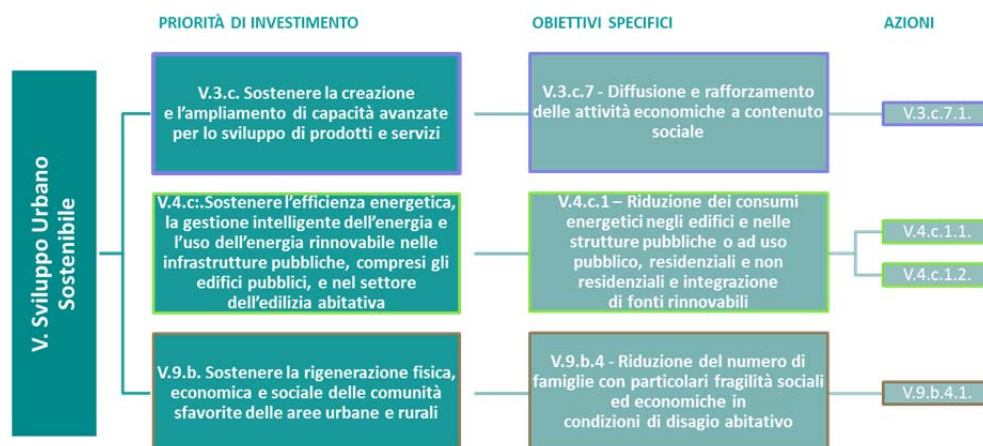 PRIORITÀ DI INVESTIMENTO
OBIETTIVI SPECIFICI
AZIONI
V. Sviluppo Urbano
Sostenibile
V.3.c. Sostenere la creazione
e l'ampliamento di capacità avanzate
per lo sviluppo di prodotti e servizi
V.3.c.7 - Diffusione e rafforzamento
delle attività economiche a contenuto
sociale
V.3.c.7.1.
V.4.c:.Sostenere l'efficienza energetica,
la gestione intelligente dell'energia e
l'uso dell'energia rinnovabile nelle
infrastrutture pubbliche, compresi gli
edifici pubblici, e nel settore
dell'edilizia abitativa
V.4.c.1 – Riduzione dei consumi
energetici negli edifici e nelle
strutture pubbliche o ad uso
pubblico, residenziali e non
residenziali e integrazione
di fonti rinnovabili
V.4.c.1.1.
V.4.c.1.2.
V.9.b. Sostenere la rigenerazione fisica,
economica e sociale delle comunità
sfavorite delle aree urbane e rurali
V.9.b.4 - Riduzione del numero di
famiglie con particolari fragilità sociali
ed economiche in
condizioni di disagio abitativo
V.9.b.4.1.